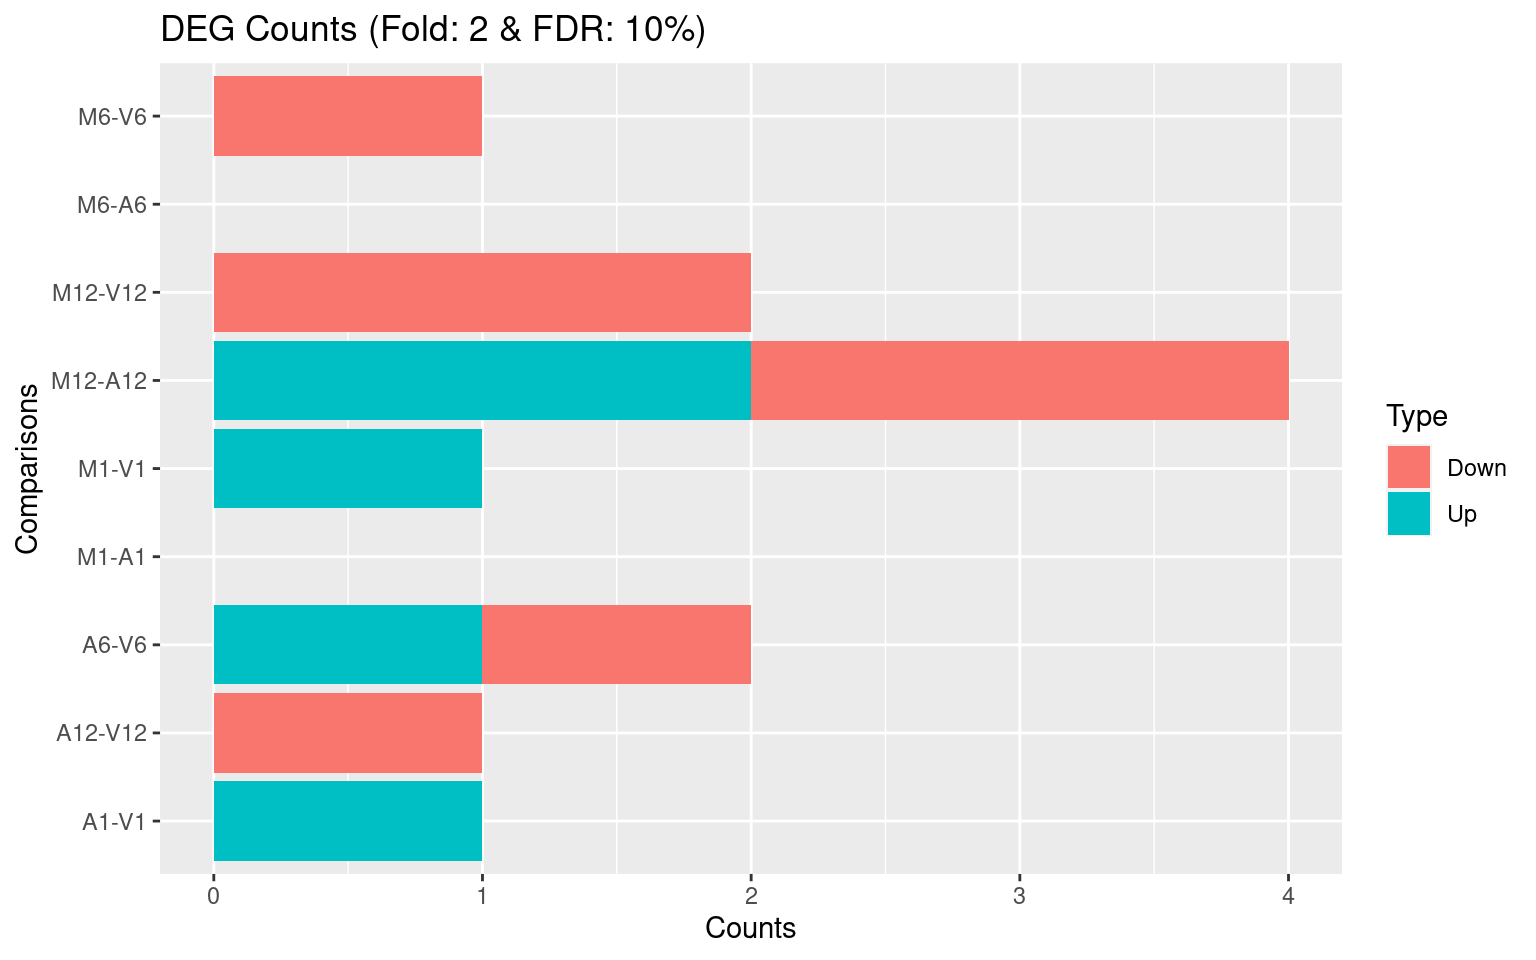 DEG Counts (Fold: 2 & FDR: 10%)
Comparisons
M6-V6
M6-A6
M12-V12
M12-A12
M1-V1
M1-A1
A6-V6
A12-V12
A1-V1
0 1 2 3 4
Counts
Type
Down
Up